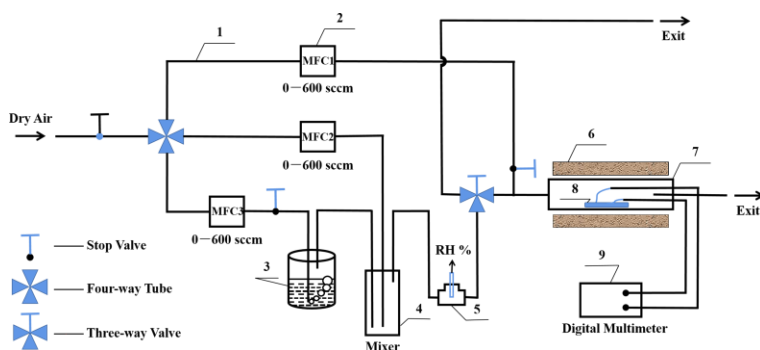 Exit
1
2
MFC1
0－600 sccm
Dry Air
MFC2
0－600 sccm
6
7
8
Exit
MFC3
0－600 sccm
Stop Valve
3
RH %
9
Four-way Tube
4
5
Three-way Valve
Mixer
Digital Multimeter